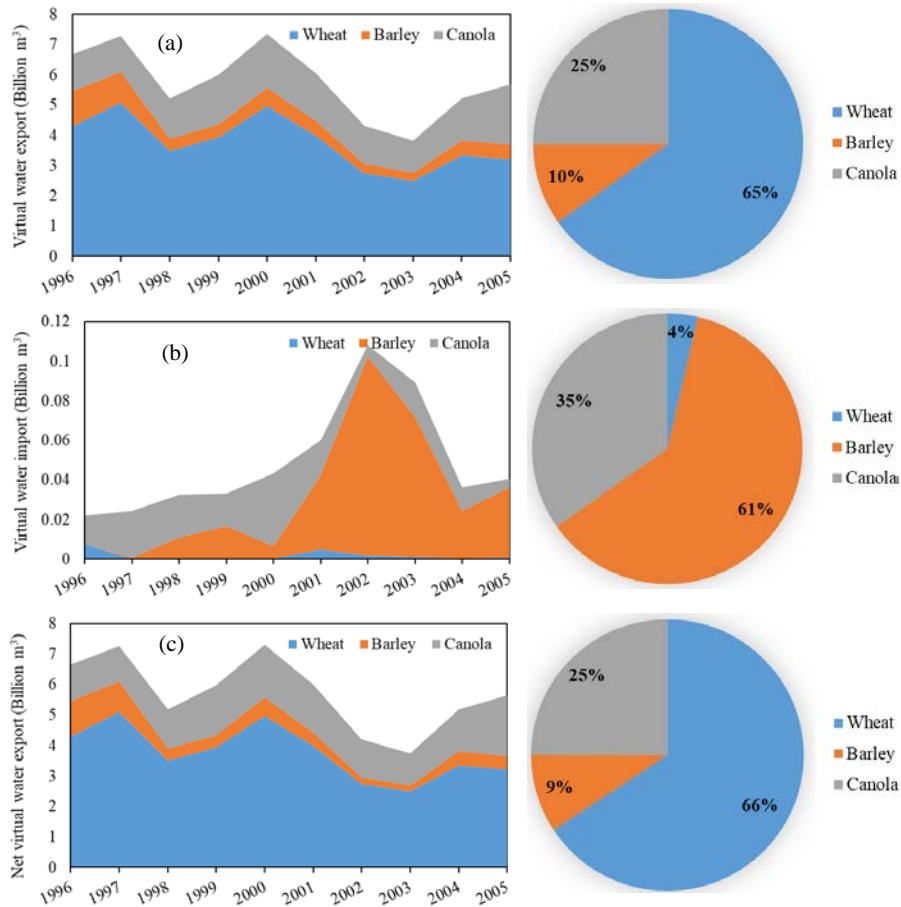 Virtual water export (Billion m³)
8
7
6
5
4
3
2
1
0
(a)
Wheat Barley Canola
1996 1997 1998 1999 2000 2001 2002 2003 2004 2005
25%
10%
65%
Wheat
Barley
Canola
Virtual water import (Billion m³)
0.12
0.1
0.08
0.06
0.04
0.02
0
(b)
Wheat Barley Canola
1996 1997 1998 1999 2000 2001 2002 2003 2004 2005
4%
35%
61%
Wheat
Barley
Canola
Net virtual water export (Billion m³)
8
7
6
5
4
3
2
1
0
(c)
Wheat Barley Canola
1996 1997 1998 1999 2000 2001 2002 2003 2004 2005
25%
9%
66%
Wheat
Barley
Canola